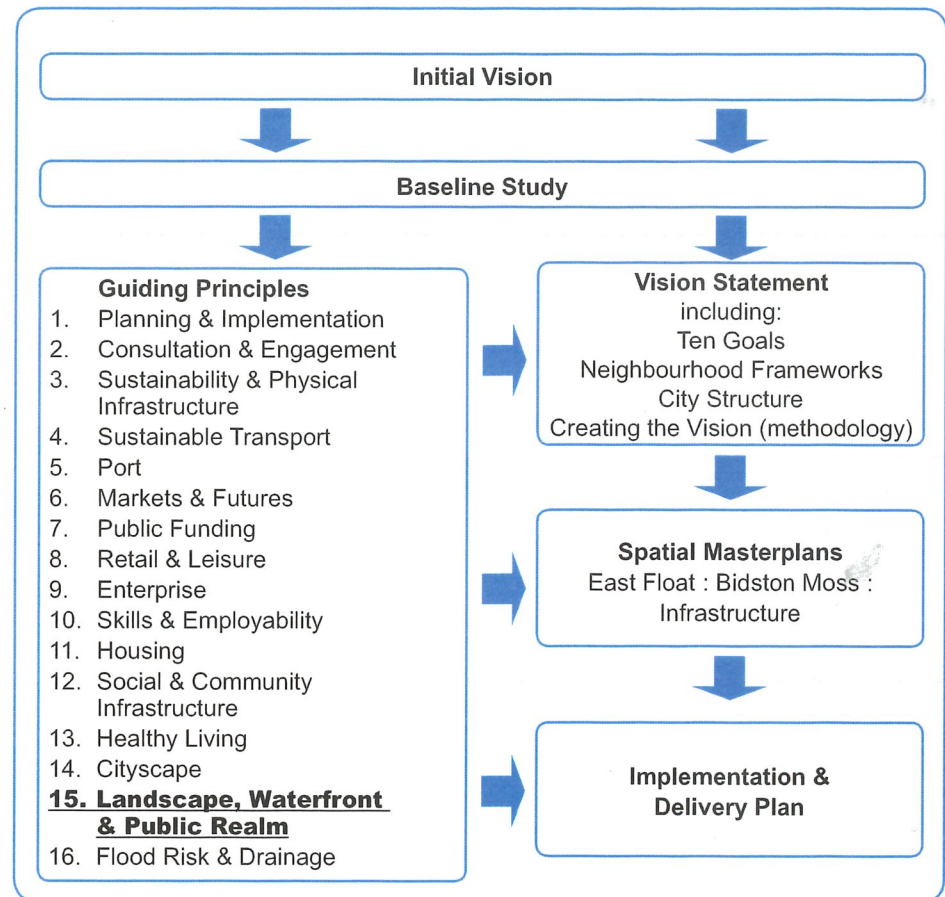 Initial Vision
Baseline Study
Guiding Principles
1. Planning & Implementation
2. Consultation & Engagement
3. Sustainability & Physical
Infrastructure
4. Sustainable Transport
5. Port
6. Markets & Futures
7. Public Funding
8. Retail & Leisure
9. Enterprise
10. Skills & Employability
11. Housing
12. Social & Community
Infrastructure
13. Healthy Living
14. Cityscape
15. Landscape, Waterfront
& Public Realm
16. Flood Risk & Drainage
Vision Statement
including:
Ten Goals
Neighbourhood Frameworks
City Structure
Creating the Vision (methodology)
Spatial Masterplans
East Float : Bidston Moss :
Infrastructure
Implementation &
Delivery Plan